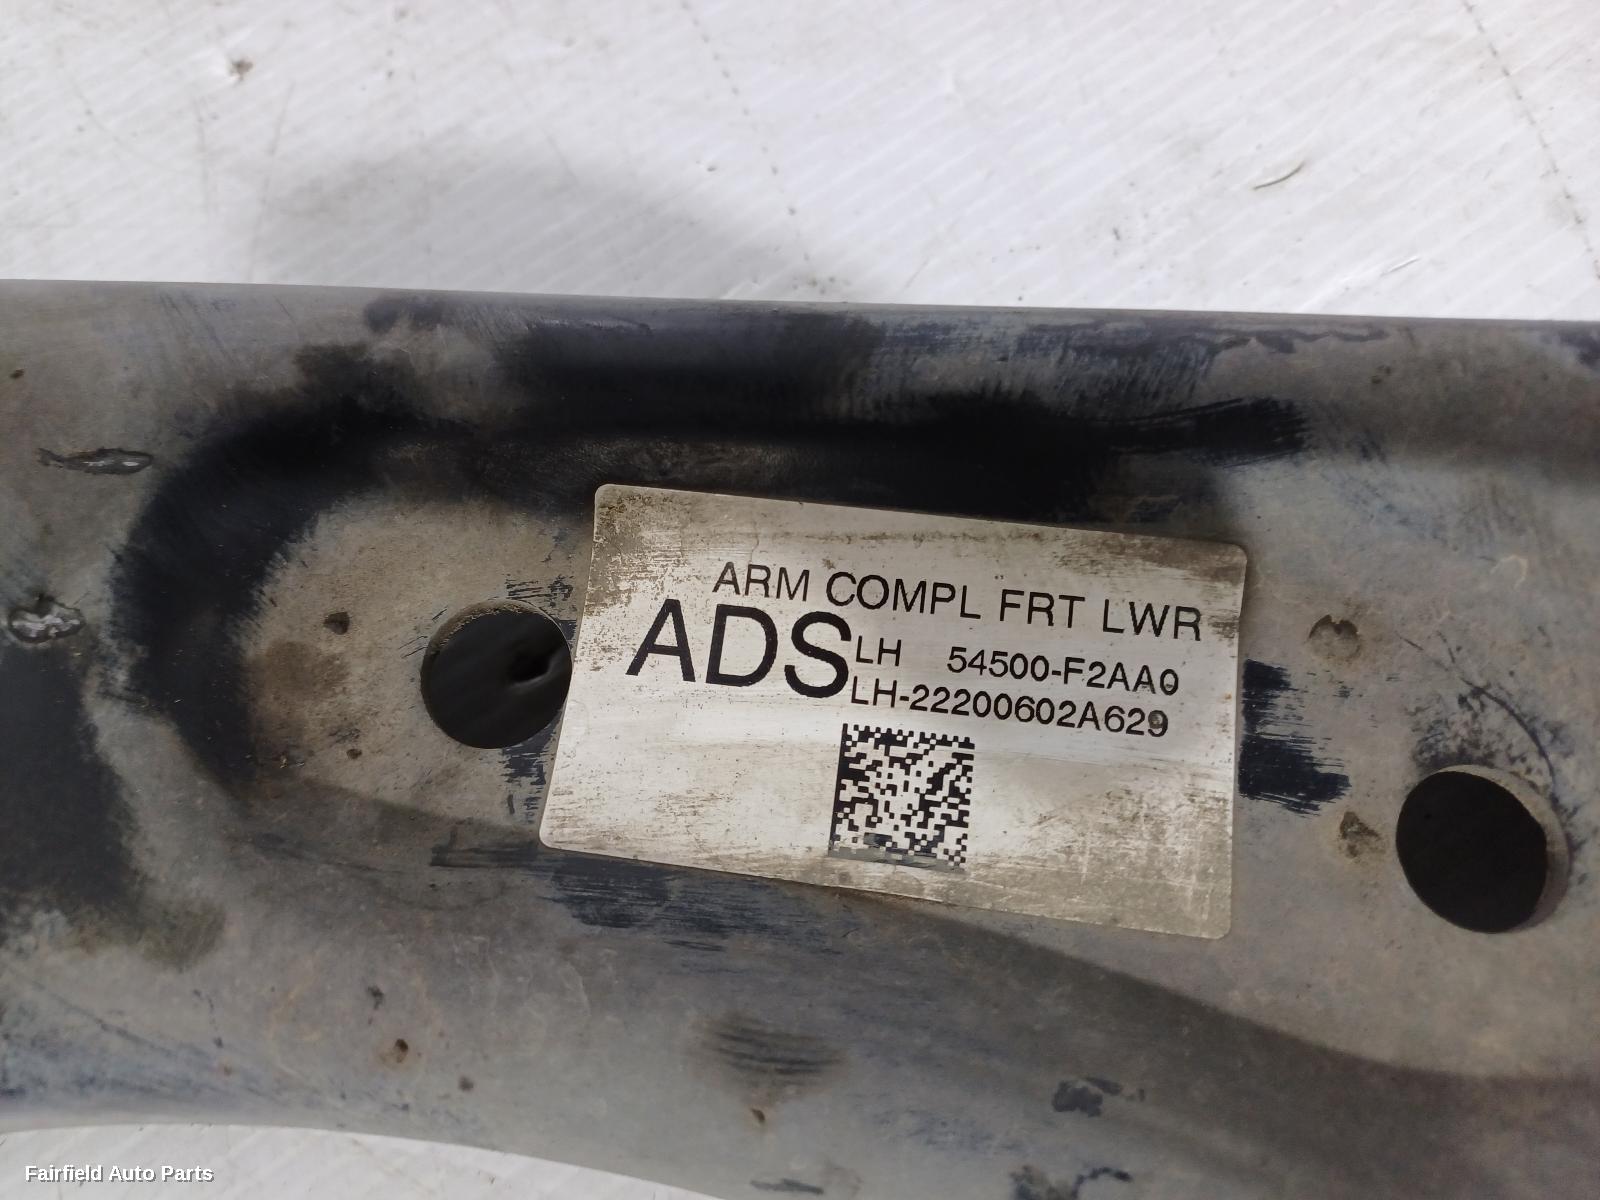 ARM COMPL FRT LWR
ADS LH 54500-F2AA0
LH-22200602A629
Fairfield Auto Parts